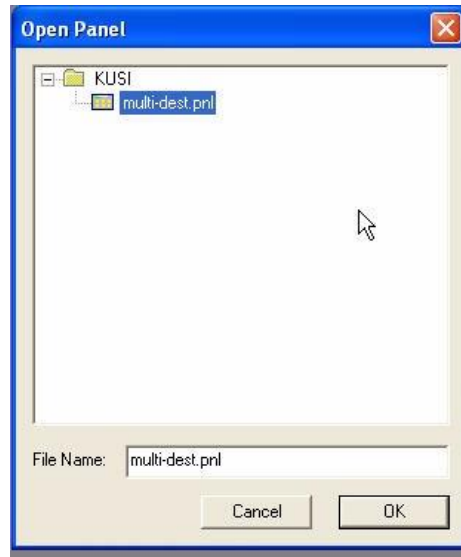 Open Panel
KUSI
multi-dest.pnl
File Name: multi-dest.pnl
Cancel OK